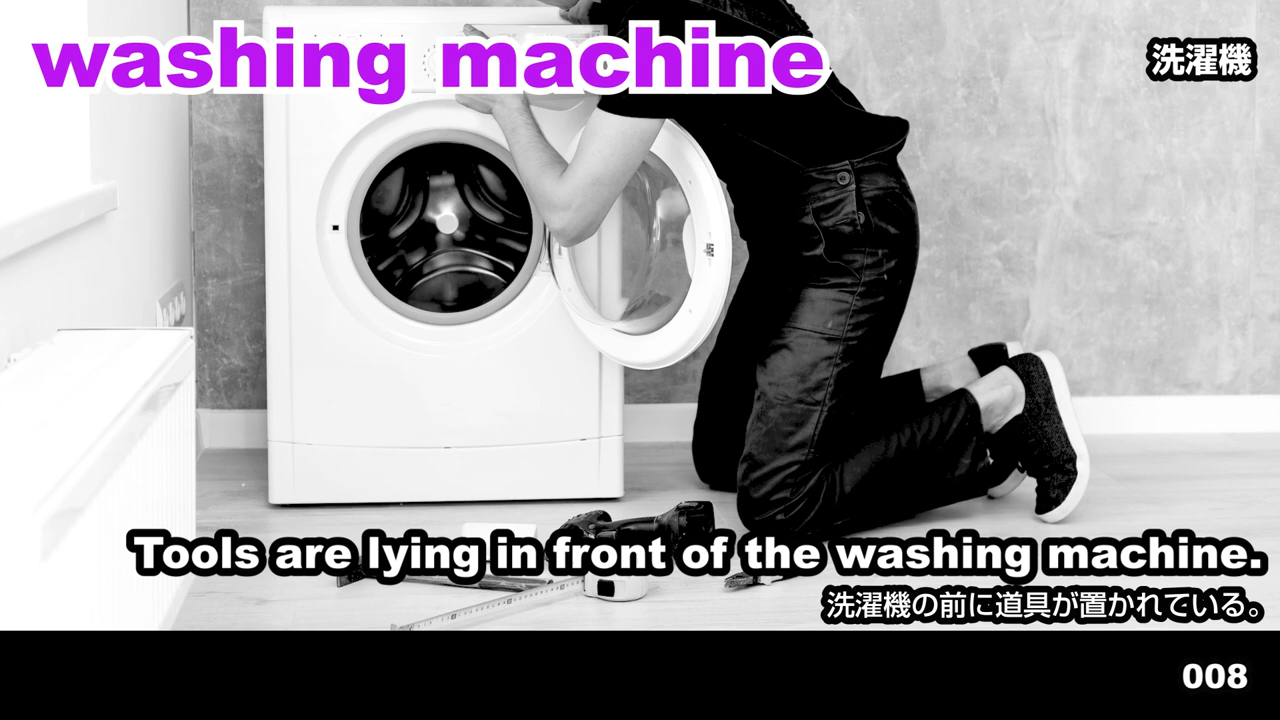 washing machine
洗濯機
Tools are lying in front of the washing machine.
洗濯機の前に道具が置かれている。
008